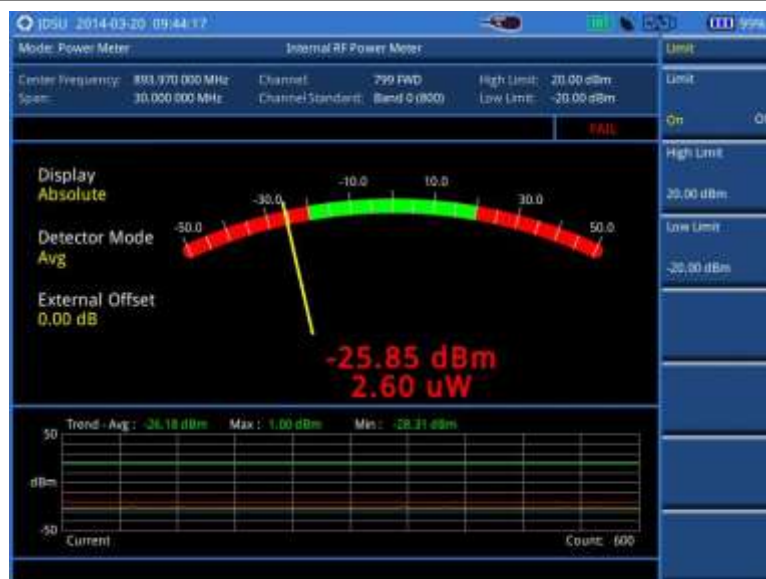 JDSU 2014-03-20 09:44:17
99%
Mode: Power Meter
Internal RF Power Meter
Limit
Center Frequency: 893.970 000 MHz
Channel: 799 FWD
High Limit: 20.00 dBm
Span: 30.000 000 MHz
Channel Standard: Band 0 (800)
Low Limit: -20.00 dBm
FAIL
Limit
On
High Limit
20.00 dBm
Low Limit
-20.00 dBm
Display
Absolute
Detector Mode
Avg
External Offset
0.00 dB
-50.0
-30.0
-10.0
10.0
30.0
50.0
-25.85 dBm
2.60 uW
Trend - Avg: -26.18 dBm Max: 1.00 dBm Min: -28.31 dBm
50
dBm
-50
Current
Count: 600